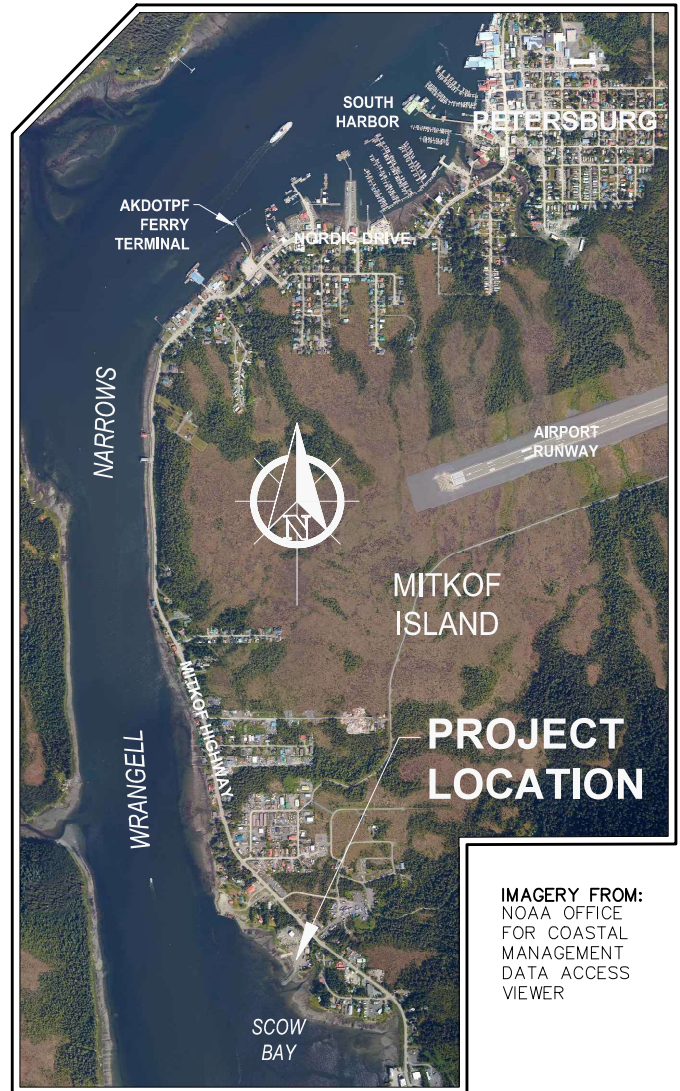 SOUTH
HARBOR
PETERSBURG
AKDOTPF
FERRY
TERMINAL
NORDIC DRIVE
NARROWS
AIRPORT
RUNWAY
N
MITKOF
ISLAND
MITKOF HIGHWAY
PROJECT
LOCATION
WRANGELL
IMAGERY FROM:
NOAA OFFICE
FOR COASTAL
MANAGEMENT
DATA ACCESS
VIEWER
SCOW
BAY